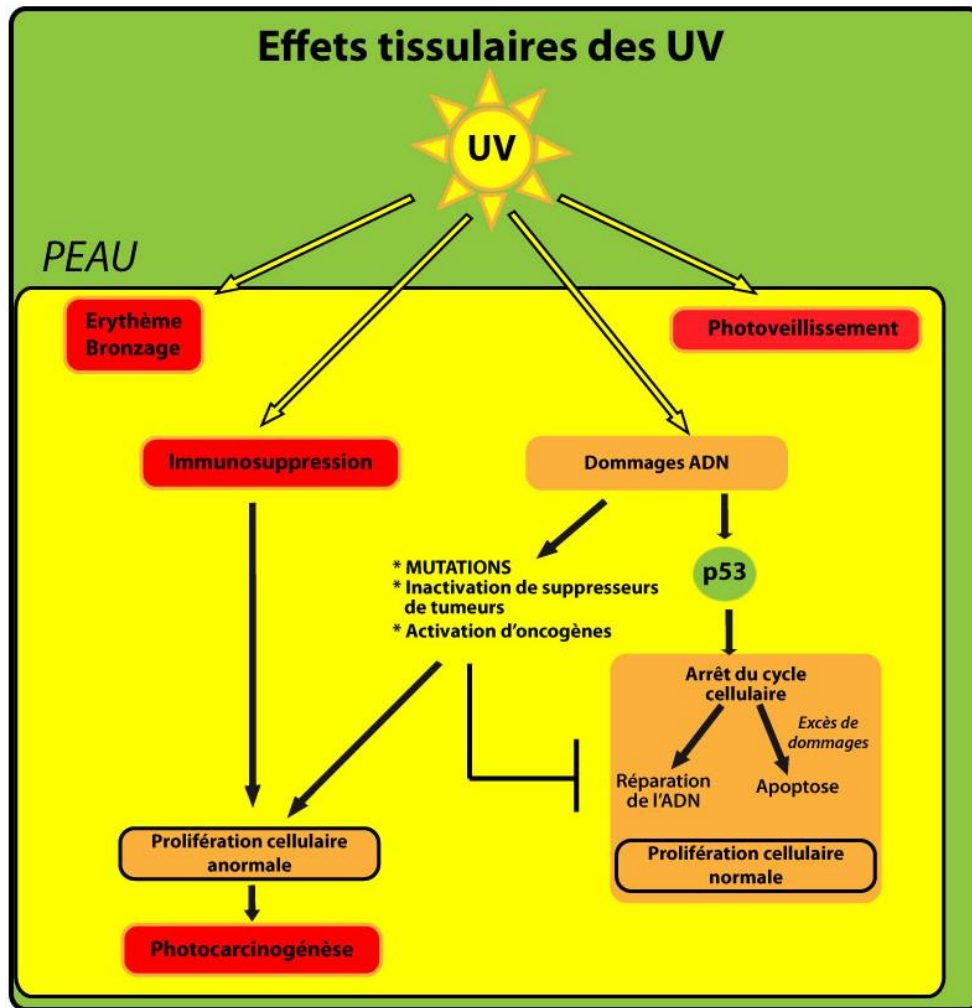 Effets tissulaires des UV
UV
PEAU
Erythème
Bronzage
Photoveillissement
Immunosuppression
Dommages ADN
* MUTATIONS
* Inactivation de suppresseurs
de tumeurs
* Activation d'oncogènes
p53
Arrêt du cycle
cellulaire
Excès de
dommages
Réparation
de l'ADN
Apoptose
Prolifération cellulaire
anormale
Prolifération cellulaire
normale
Photocarcinogénèse